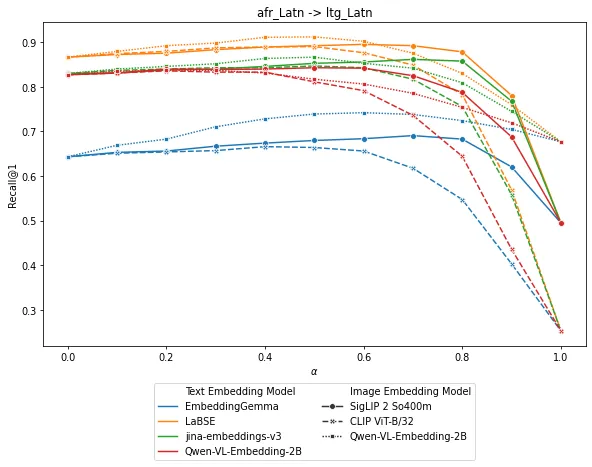 afr_Latn -> ltg_Latn
Recall@1
0.9
0.8
0.7
0.6
0.5
0.4
0.3
0.0 0.2 0.4 0.6 0.8 1.0
α
Text Embedding Model
EmbeddingGemma
LaBSE
jina-embeddings-v3
Qwen-VL-Embedding-2B
Image Embedding Model
SigLIP 2 So400m
CLIP ViT-B/32
Qwen-VL-Embedding-2B